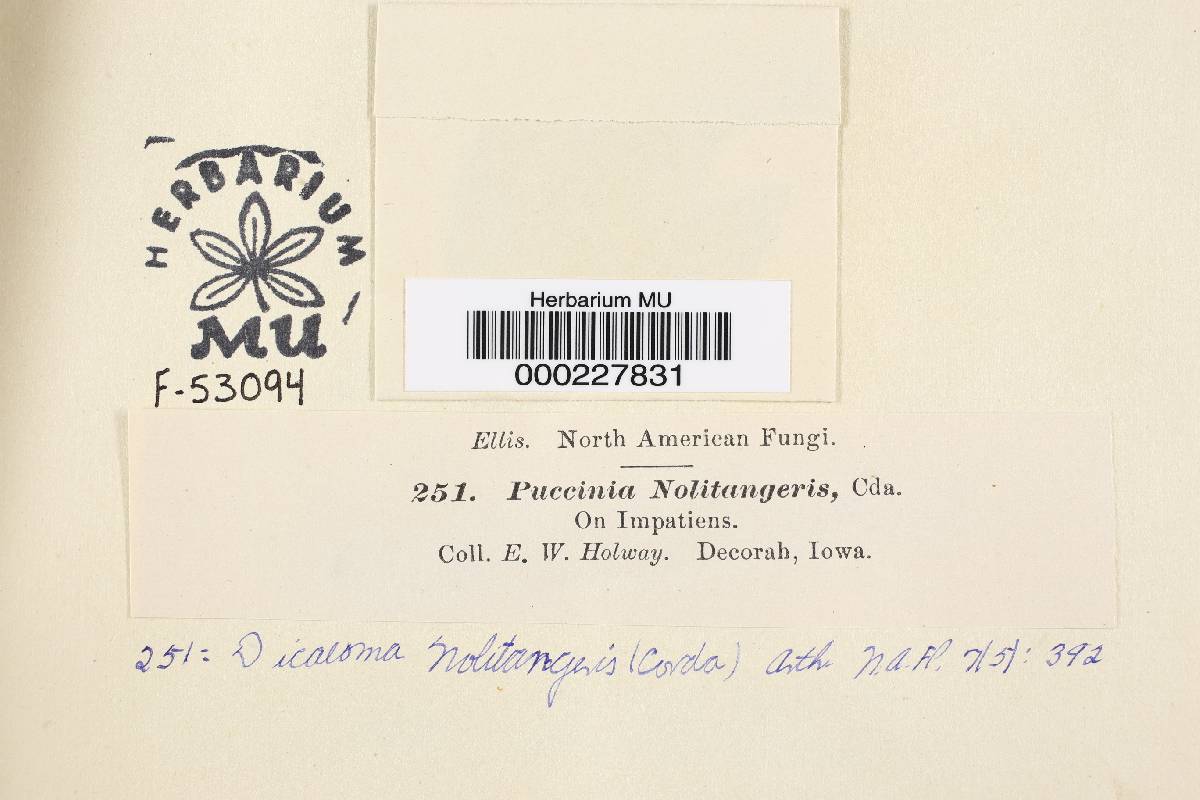 HERBARIUM
MU
F-53094
Herbarium MU
000227831
Ellis. North American Fungi.
251. Puccinia Nolitangeris, Cda.
On Impatiens.
Coll. E. W. Holway. Decorah, Iowa.
251 = Dicaeoma Nolitangeris (Corda) Arth. N.A.Fl. 7(5): 392